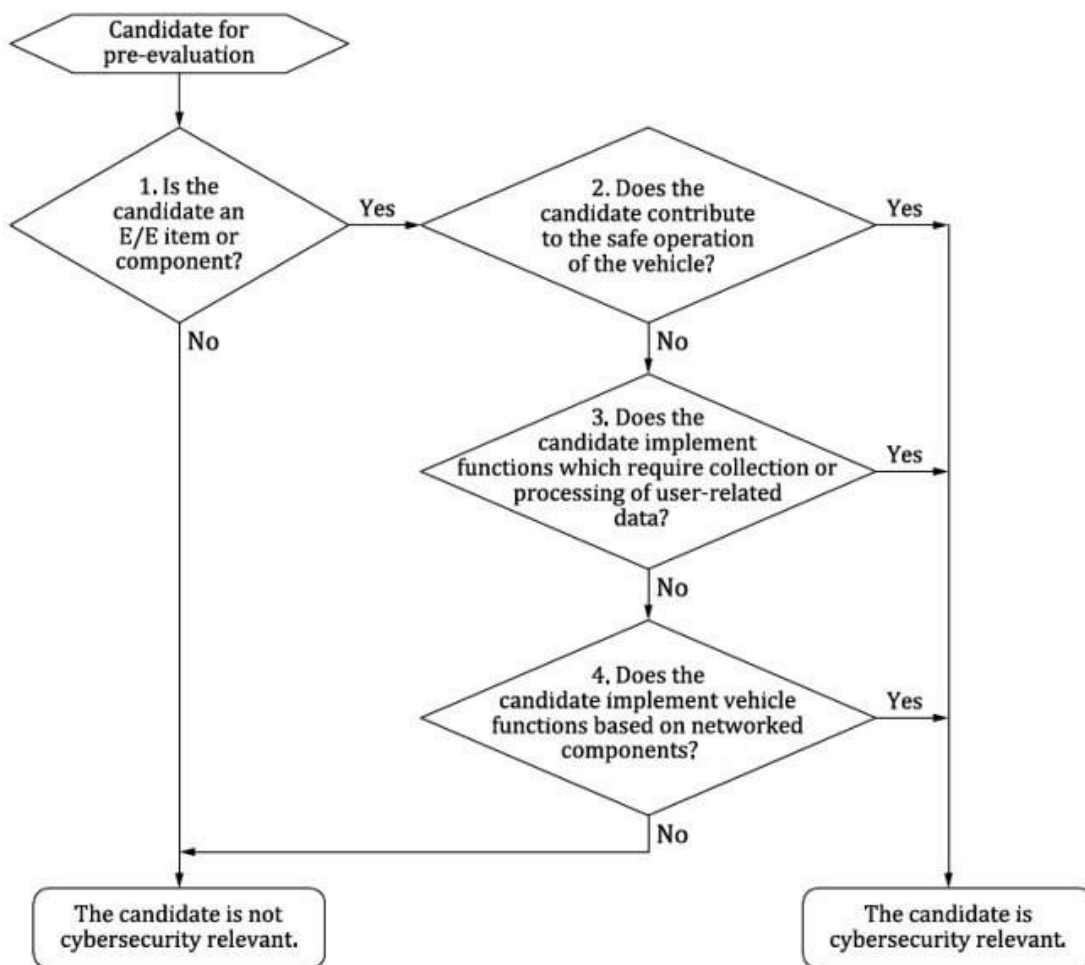 Candidate for
pre-evaluation
1. Is the
candidate an
E/E item or
component?
Yes
No
2. Does the
candidate contribute
to the safe operation
of the vehicle?
Yes
No
3. Does the
candidate implement
functions which require collection or
processing of user-related
data?
Yes
No
4. Does the
candidate implement vehicle
functions based on networked
components?
Yes
No
The candidate is not
cybersecurity relevant.
The candidate is
cybersecurity relevant.